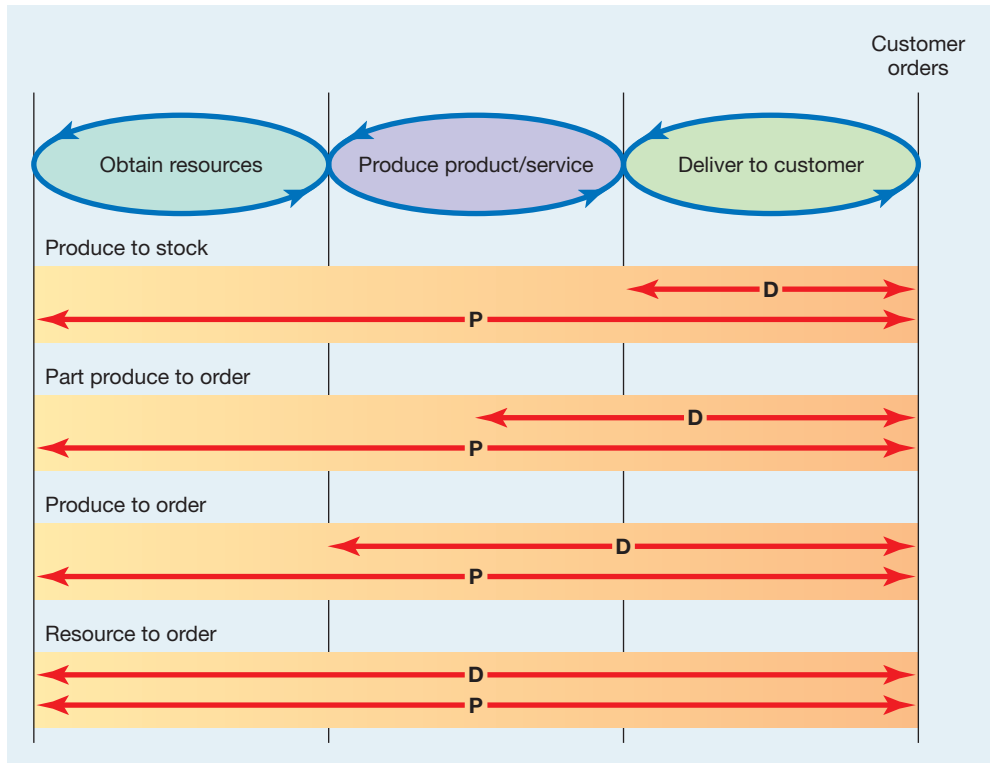 Customer
orders
Obtain resources
Produce product/service
Deliver to customer
Produce to stock
D
P
Part produce to order
D
P
Produce to order
D
P
Resource to order
D
P